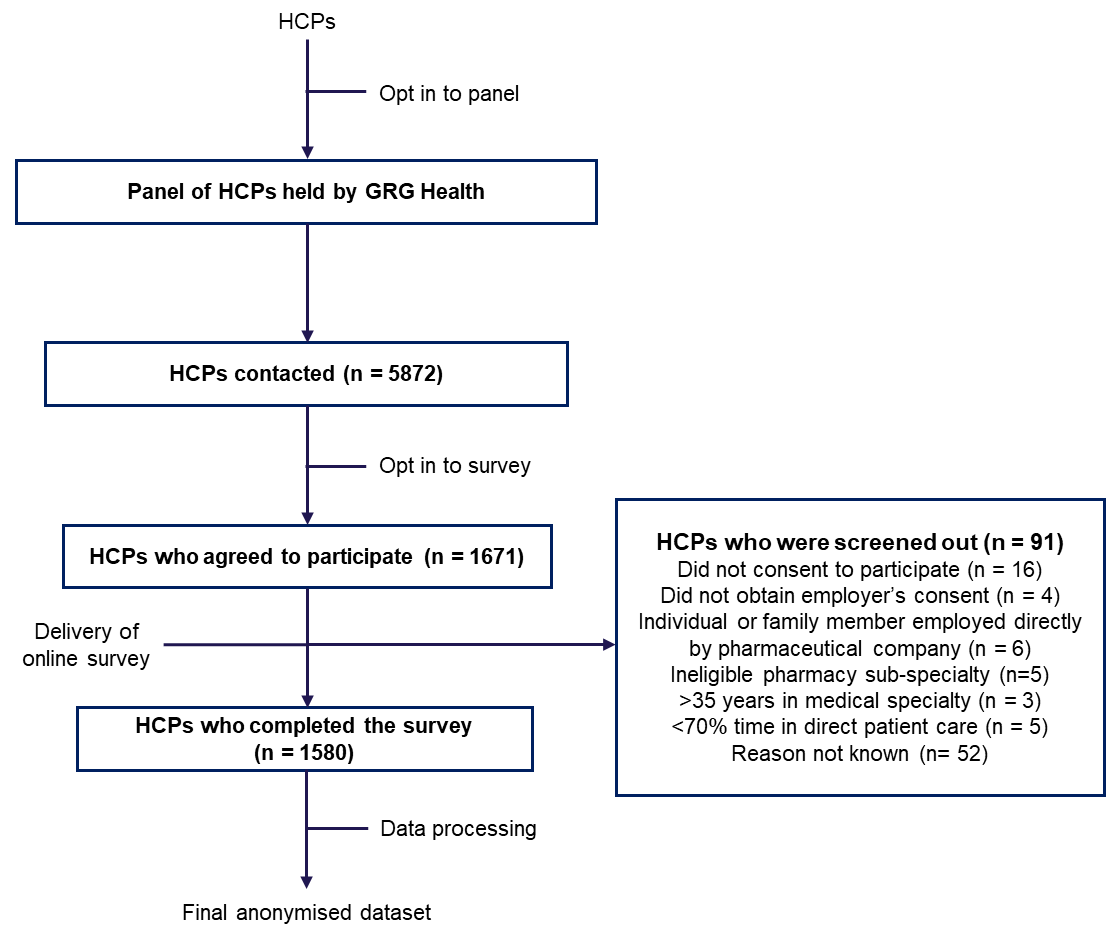 HCPs
Opt in to panel
Panel of HCPs held by GRG Health
HCPs contacted (n = 5872)
Opt in to survey
HCPs who agreed to participate (n = 1671)
HCPs who were screened out (n = 91)
Did not consent to participate (n = 16)
Did not obtain employer's consent (n = 4)
Individual or family member employed directly
by pharmaceutical company (n = 6)
Ineligible pharmacy sub-specialty (n=5)
>35 years in medical specialty (n = 3)
<70% time in direct patient care (n = 5)
Reason not known (n= 52)
Delivery of
online survey
HCPs who completed the survey
(n = 1580)
Data processing
Final anonymised dataset